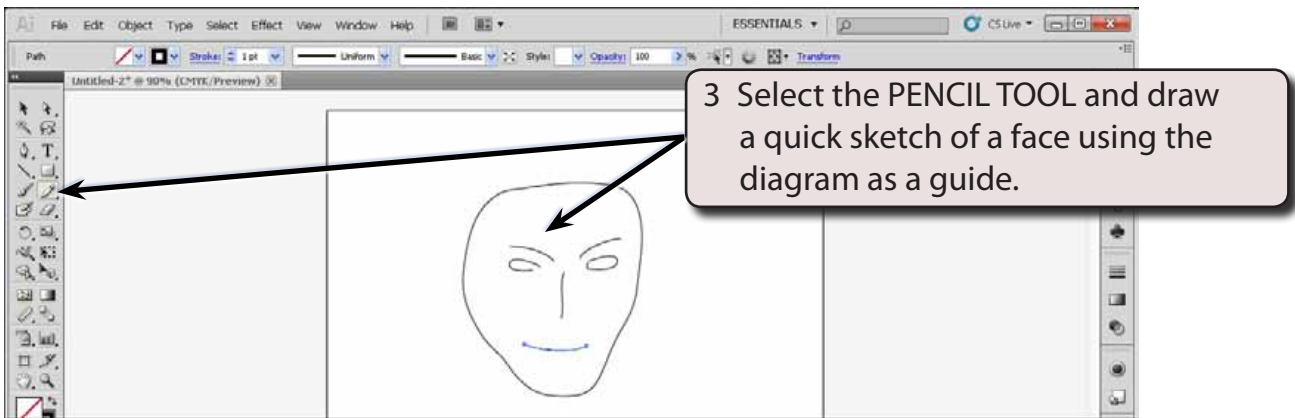 Ai File Edit Object Type Select Effect View Window Help ESSENTIALS CS Live
Path Stroke: 1 pt Uniform Basic Style: Opacity: 100 % Transform
Untitled-2* @ 90% (CMYK/Preview)
3 Select the PENCIL TOOL and draw
a quick sketch of a face using the
diagram as a guide.